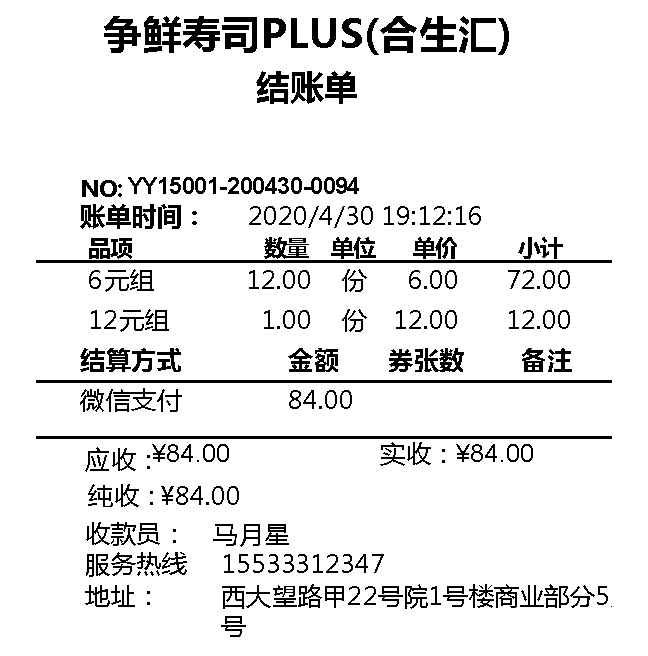 争鲜寿司PLUS(合生汇)
结账单
NO: YY15001-200430-0094
账单时间： 2020/4/30 19:12:16
品项 数量 单位 单价 小计
6元组 12.00 份 6.00 72.00
12元组 1.00 份 12.00 12.00
结算方式 金额 券张数 备注
微信支付 84.00
应收:¥84.00 实收:¥84.00
纯收:¥84.00
收款员： 马月星
服务热线 15533312347
地址： 西大望路甲22号院1号楼商业部分5
号